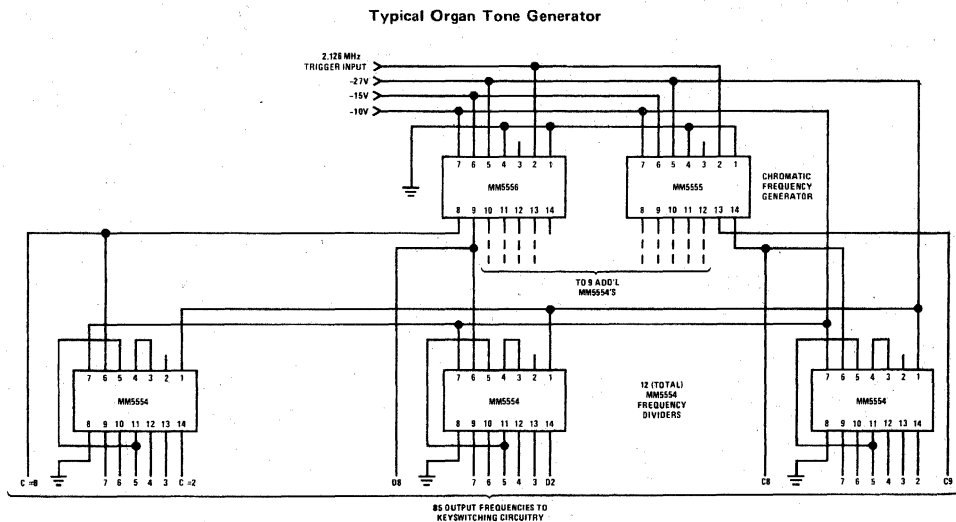 Typical Organ Tone Generator
2.126 MHz
TRIGGER INPUT
-27V
-15V
-10V
7 6 5 4 3 2 1
MM5556
8 9 10 11 12 13 14
7 6 5 4 3 2 1
MM5555
8 9 10 11 12 13 14
CHROMATIC
FREQUENCY
GENERATOR
TO 9 ADD'L
MM5554'S
7 6 5 4 3 2 1
MM5554
8 9 10 11 12 13 14
7 6 5 4 3 2 1
MM5554
8 9 10 11 12 13 14
12 (TOTAL)
MM5554
FREQUENCY
DIVIDERS
7 6 5 4 3 2 1
MM5554
8 9 10 11 12 13 14
C =8 7 6 5 4 3 C =2 D8 7 6 5 4 3 D2 C8 7 6 5 4 3 2 C9
85 OUTPUT FREQUENCIES TO
KEYSWITCHING CIRCUITRY